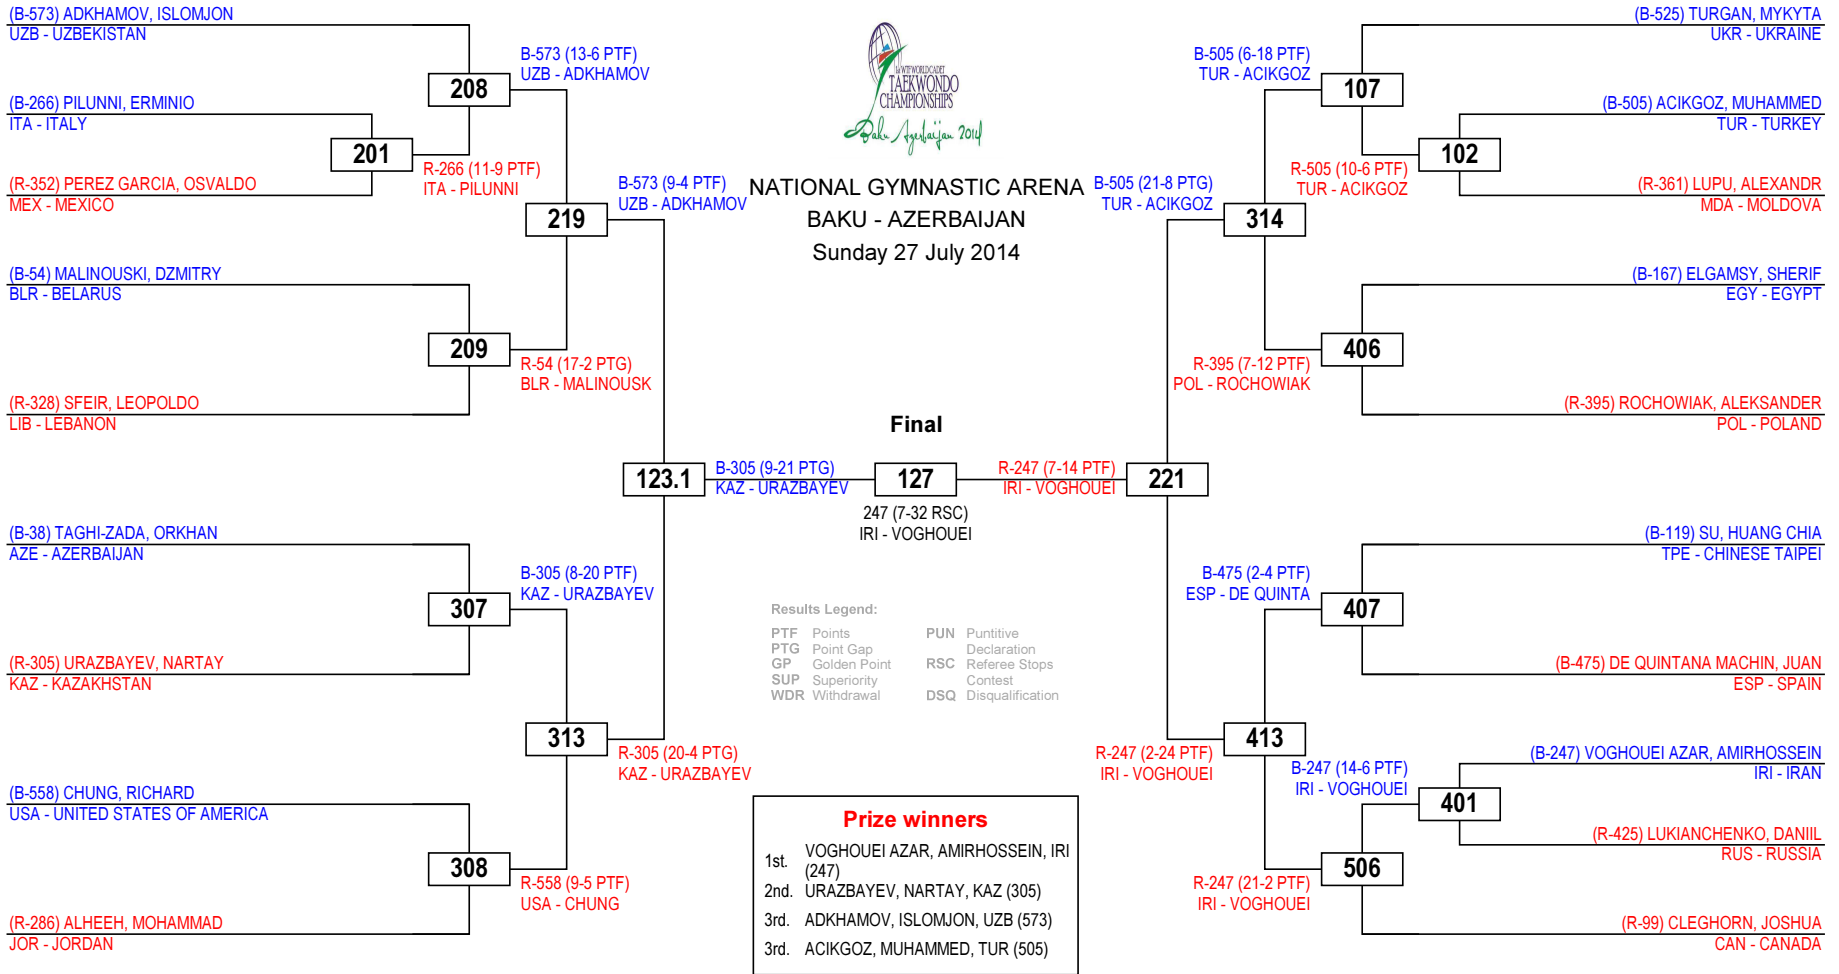 (B-573) ADKHAMOV, ISLOMJON
UZB - UZBEKISTAN
B-573 (13-6 PTF)
UZB - ADKHAMOV
208
(B-266) PILUNNI, ERMINIO
ITA - ITALY
201
R-266 (11-9 PTF)
ITA - PILUNNI
(R-352) PEREZ GARCIA, OSVALDO
MEX - MEXICO
B-573 (9-4 PTF)
UZB - ADKHAMOV
219
(B-54) MALINOUSKI, DZMITRY
BLR - BELARUS
209
R-54 (17-2 PTG)
BLR - MALINOUSK
(R-328) SFEIR, LEOPOLDO
LIB - LEBANON
123.1
B-305 (9-21 PTG)
KAZ - URAZBAYEV
(B-38) TAGHI-ZADA, ORKHAN
AZE - AZERBAIJAN
B-305 (8-20 PTF)
KAZ - URAZBAYEV
307
(R-305) URAZBAYEV, NARTAY
KAZ - KAZAKHSTAN
313
R-305 (20-4 PTG)
KAZ - URAZBAYEV
(B-558) CHUNG, RICHARD
USA - UNITED STATES OF AMERICA
308
R-558 (9-5 PTF)
USA - CHUNG
(R-286) ALHEEH, MOHAMMAD
JOR - JORDAN
1st WTF WORLD CADET
TAEKWONDO
CHAMPIONSHIPS
Baku Azerbaijan 2014
NATIONAL GYMNASTIC ARENA
BAKU - AZERBAIJAN
Sunday 27 July 2014
Final
127
247 (7-32 RSC)
IRI - VOGHOUEI
Results Legend:
PTF Points
PTG Point Gap
GP Golden Point
SUP Superiority
WDR Withdrawal
PUN Puntitive
Declaration
RSC Referee Stops
Contest
DSQ Disqualification
Prize winners
1st. VOGHOUEI AZAR, AMIRHOSSEIN, IRI
(247)
2nd. URAZBAYEV, NARTAY, KAZ (305)
3rd. ADKHAMOV, ISLOMJON, UZB (573)
3rd. ACIKGOZ, MUHAMMED, TUR (505)
(B-525) TURGAN, MYKYTA
UKR - UKRAINE
B-505 (6-18 PTF)
TUR - ACIKGOZ
107
(B-505) ACIKGOZ, MUHAMMED
TUR - TURKEY
102
R-505 (10-6 PTF)
TUR - ACIKGOZ
(R-361) LUPU, ALEXANDR
MDA - MOLDOVA
B-505 (21-8 PTG)
TUR - ACIKGOZ
314
(B-167) ELGAMSY, SHERIF
EGY - EGYPT
406
R-395 (7-12 PTF)
POL - ROCHOWIAK
(R-395) ROCHOWIAK, ALEKSANDER
POL - POLAND
R-247 (7-14 PTF)
IRI - VOGHOUEI
221
(B-119) SU, HUANG CHIA
TPE - CHINESE TAIPEI
B-475 (2-4 PTF)
ESP - DE QUINTA
407
(B-475) DE QUINTANA MACHIN, JUAN
ESP - SPAIN
413
R-247 (2-24 PTF)
IRI - VOGHOUEI
(B-247) VOGHOUEI AZAR, AMIRHOSSEIN
IRI - IRAN
B-247 (14-6 PTF)
IRI - VOGHOUEI
401
(R-425) LUKIANCHENKO, DANIIL
RUS - RUSSIA
506
R-247 (21-2 PTF)
IRI - VOGHOUEI
(R-99) CLEGHORN, JOSHUA
CAN - CANADA